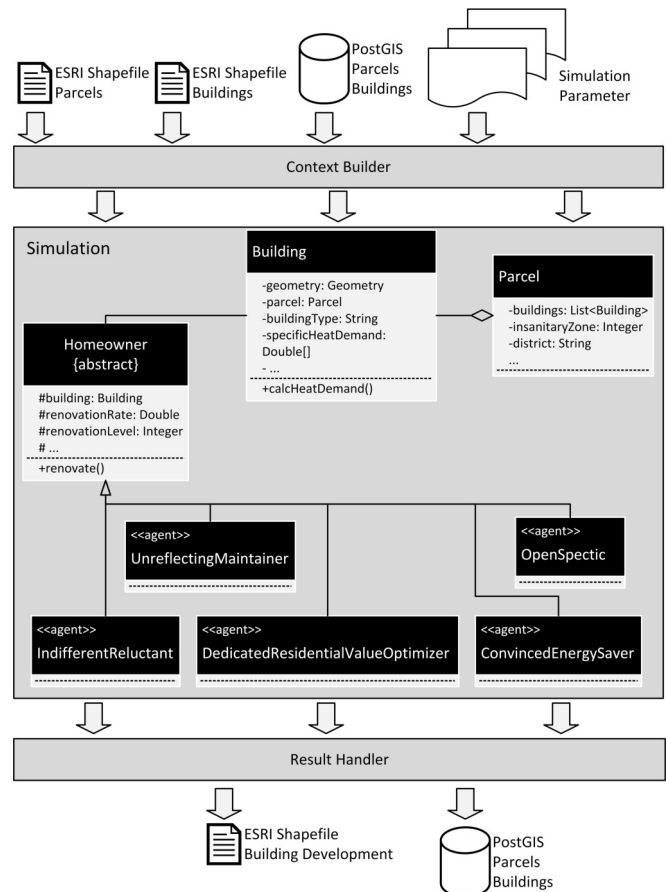 ESRI Shapefile
Parcels
ESRI Shapefile
Buildings
PostGIS
Parcels
Buildings
Simulation
Parameter
Context Builder
Simulation
Building
-geometry: Geometry
-parcel: Parcel
-buildingType: String
-specificHeatDemand:
Double[]
- ...
+calcHeatDemand()
Parcel
-buildings: List<Building>
-insanitaryZone: Integer
-district: String
...
Homeowner
{abstract}
#building: Building
#renovationRate: Double
#renovationLevel: Integer
# ...
+renovate()
<<agent>>
UnreflectingMaintainer
<<agent>>
OpenSpectic
<<agent>>
IndifferentReluctant
<<agent>>
DedicatedResidentialValueOptimizer
<<agent>>
ConvincedEnergySaver
Result Handler
ESRI Shapefile
Building Development
PostGIS
Parcels
Buildings